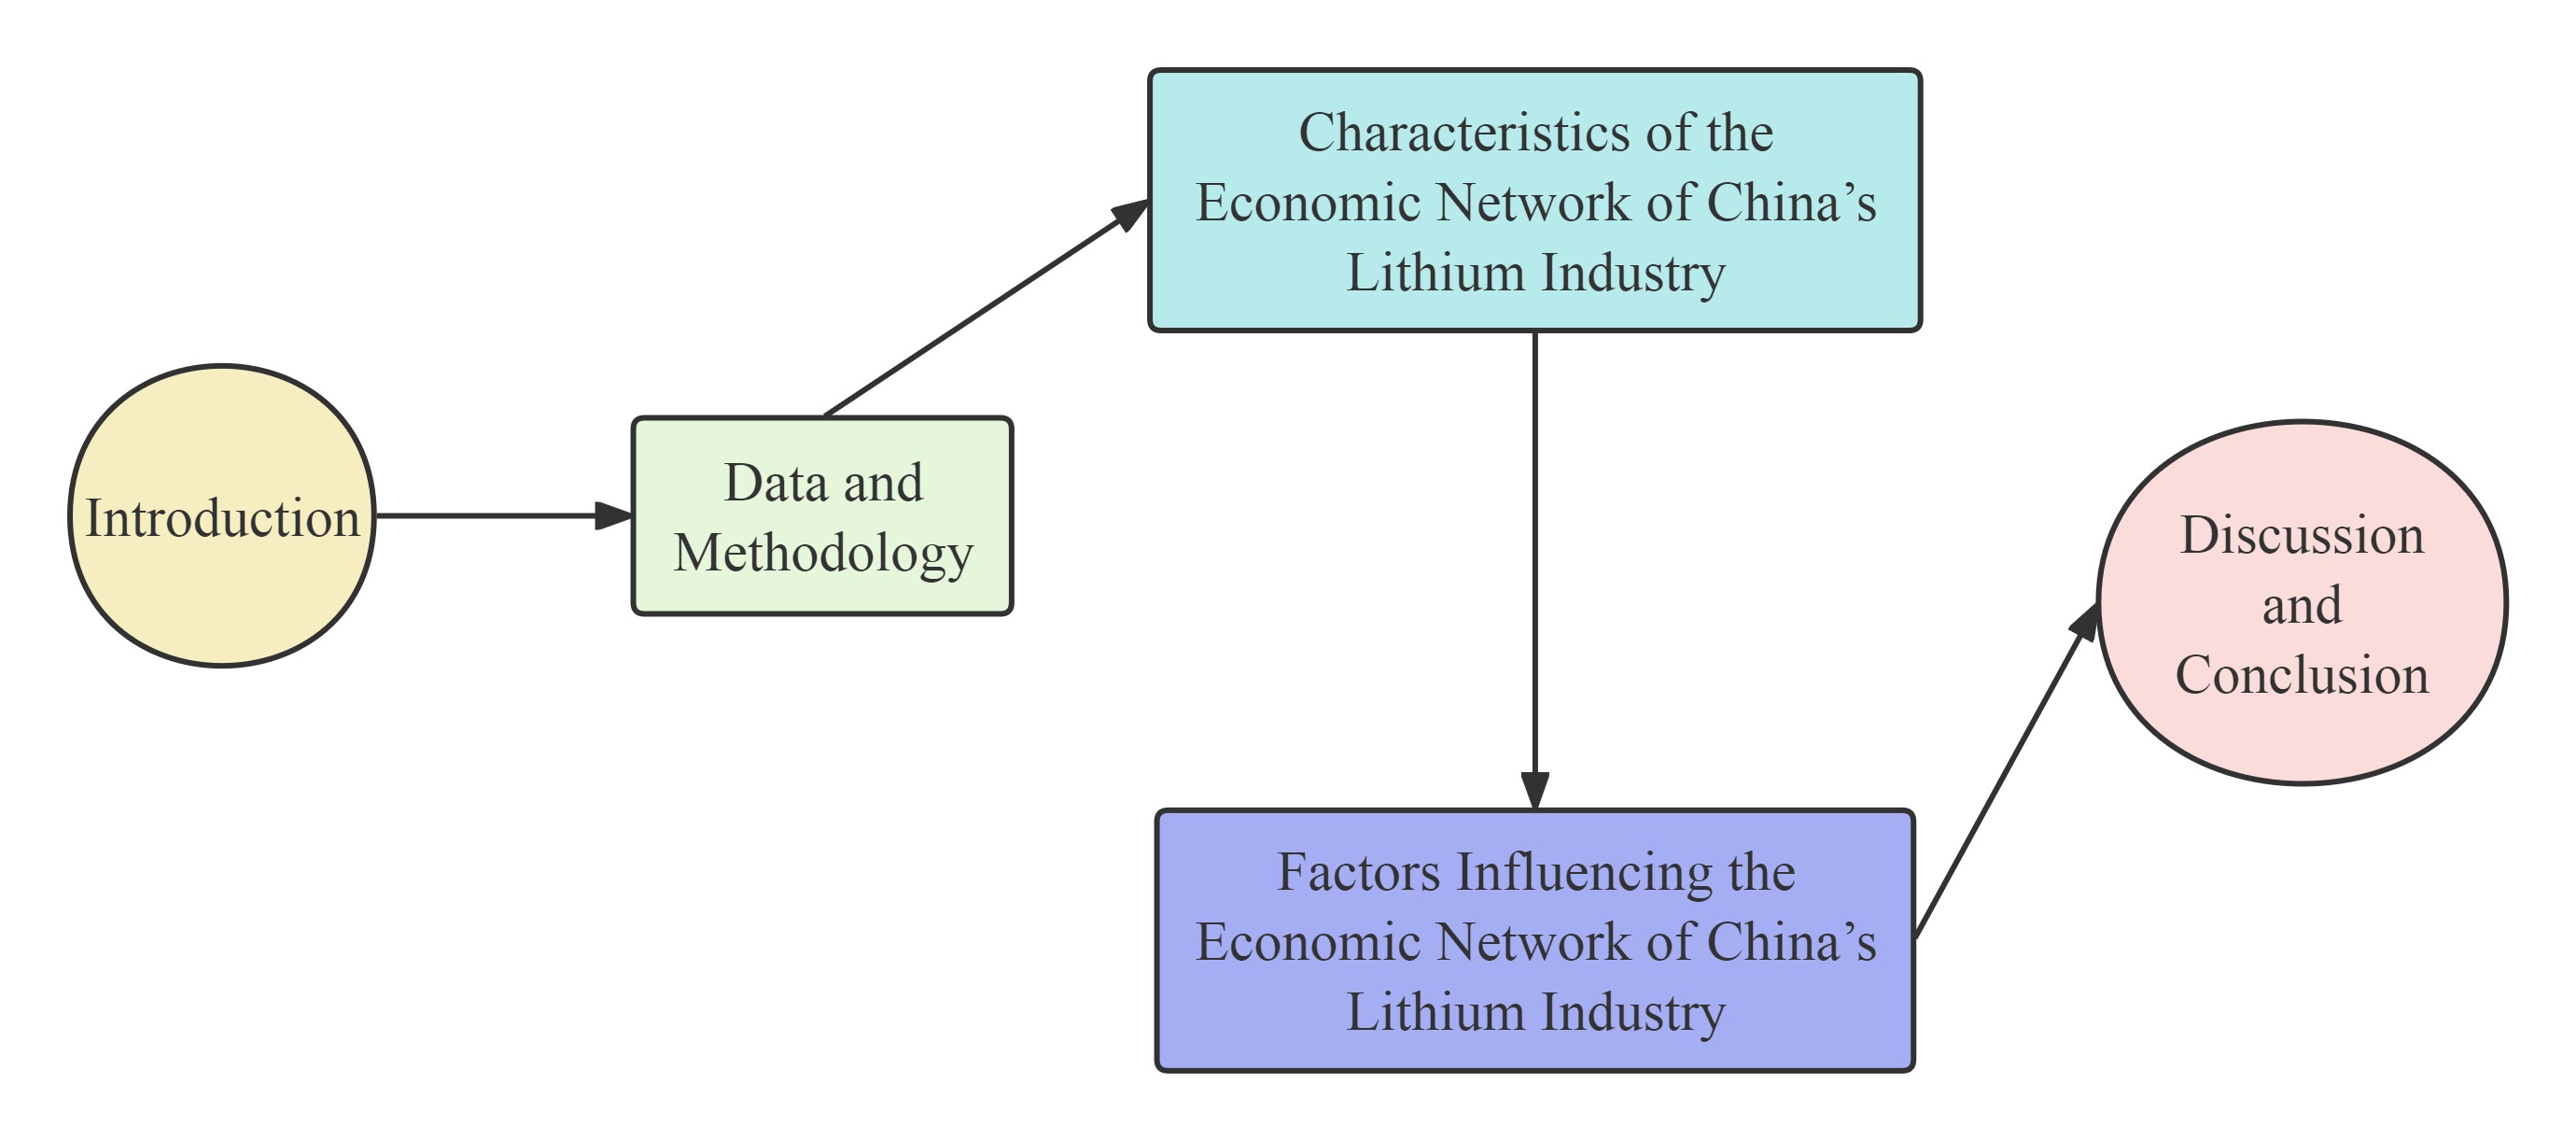 Introduction
Data and
Methodology
Characteristics of the
Economic Network of China’s
Lithium Industry
Factors Influencing the
Economic Network of China’s
Lithium Industry
Discussion
and
Conclusion